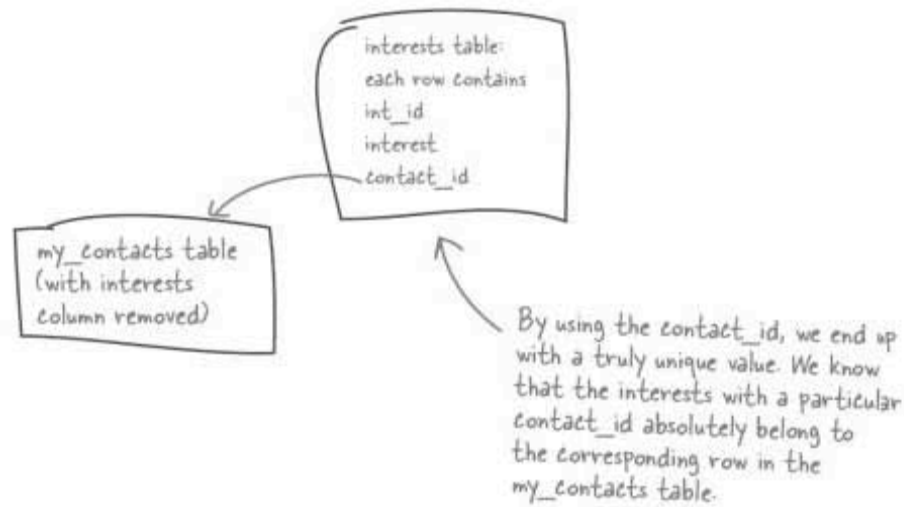 interests table:
each row contains
int_id
interest
contact_id
my_contacts table
(with interests
column removed)
By using the contact_id, we end up
with a truly unique value. We know
that the interests with a particular
contact_id absolutely belong to
the corresponding row in the
my_contacts table.